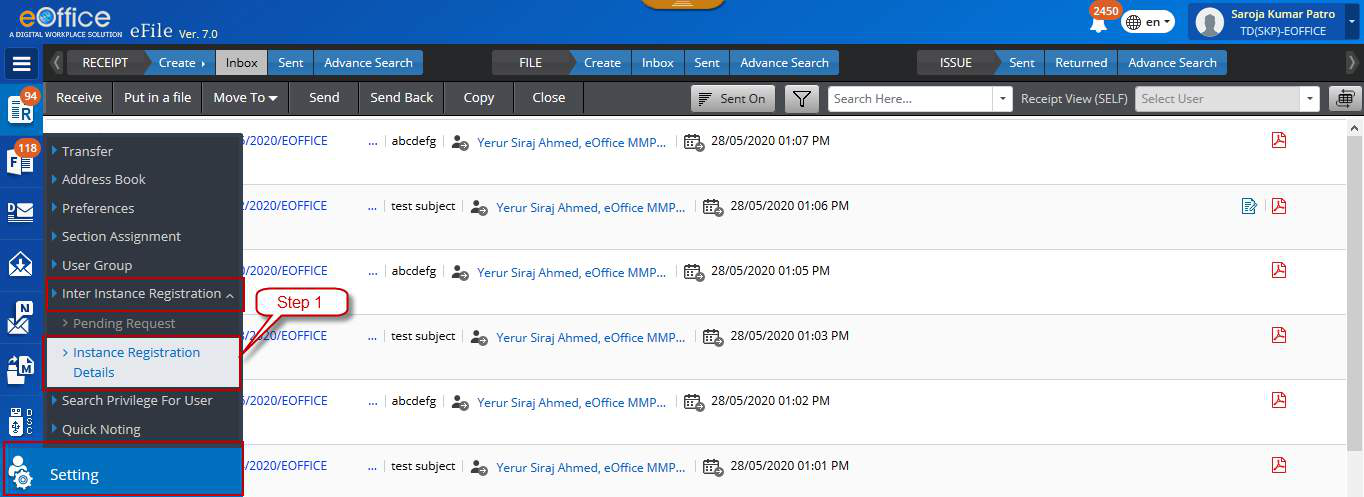 eOffice
A DIGITAL WORKPLACE SOLUTION eFile Ver. 7.0
2450
en
Saroja Kumar Patro
TD(SKP)-EOFFICE
RECEIPT Create Inbox Sent Advance Search FILE Create Inbox Sent Advance Search ISSUE Sent Returned Advance Search
94
R
Receive Put in a file Move To Send Send Back Copy Close Sent On Search Here... Receipt View (SELF) Select User
118
F
D
N
M
DSC
Transfer
/2020/EOFFICE ... abcdefg Yerur Siraj Ahmed, eOffice MMP... 28/05/2020 01:07 PM
Address Book
Preferences
/2020/EOFFICE ... test subject Yerur Siraj Ahmed, eOffice MMP... 28/05/2020 01:06 PM
Section Assignment
User Group
/2020/EOFFICE ... abcdefg Yerur Siraj Ahmed, eOffice MMP... 28/05/2020 01:05 PM
Inter Instance Registration
Step 1
Pending Request
/2020/EOFFICE ... test subject Yerur Siraj Ahmed, eOffice MMP... 28/05/2020 01:03 PM
Instance Registration
Details
Search Privilege For User
/2020/EOFFICE ... abcdefg Yerur Siraj Ahmed, eOffice MMP... 28/05/2020 01:02 PM
Quick Noting
/2020/EOFFICE ... test subject Yerur Siraj Ahmed, eOffice MMP... 28/05/2020 01:01 PM
Setting